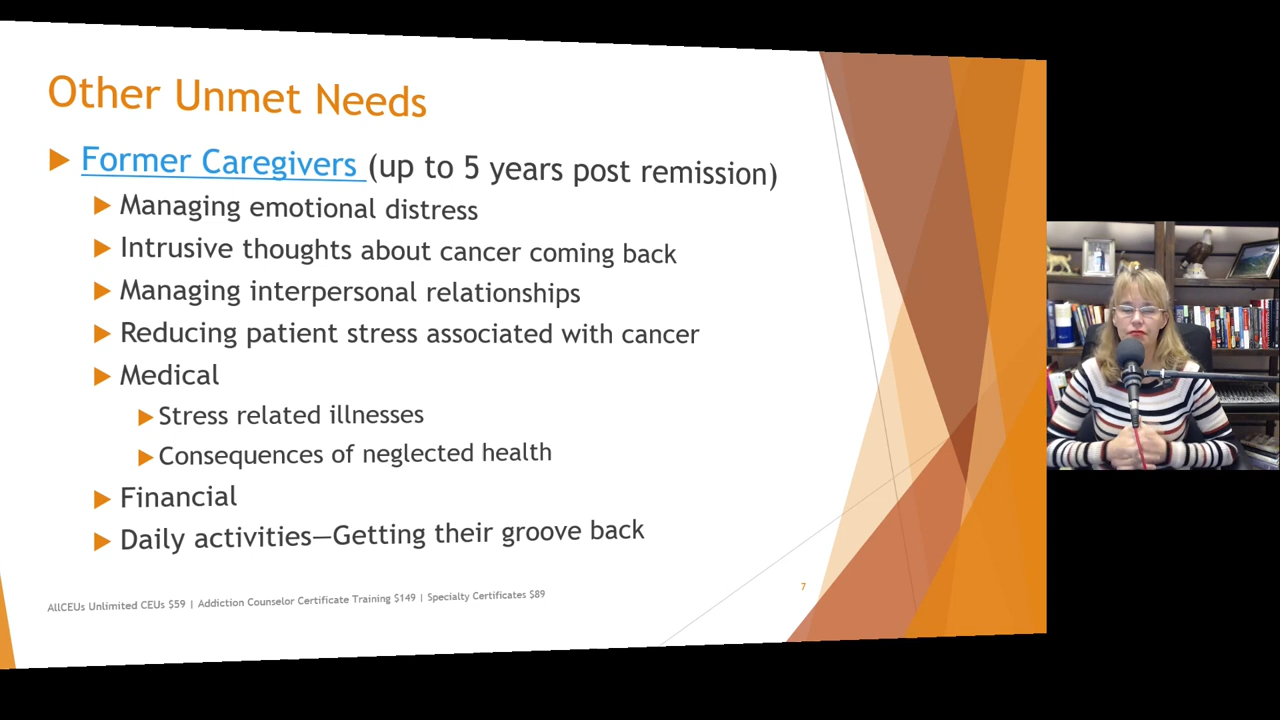 Other Unmet Needs
Former Caregivers (up to 5 years post remission)
Managing emotional distress
Intrusive thoughts about cancer coming back
Managing interpersonal relationships
Reducing patient stress associated with cancer
Medical
Stress related illnesses
Consequences of neglected health
Financial
Daily activities—Getting their groove back
7
AllCEUs Unlimited CEUs $59 | Addiction Counselor Certificate Training $149 | Specialty Certificates $89